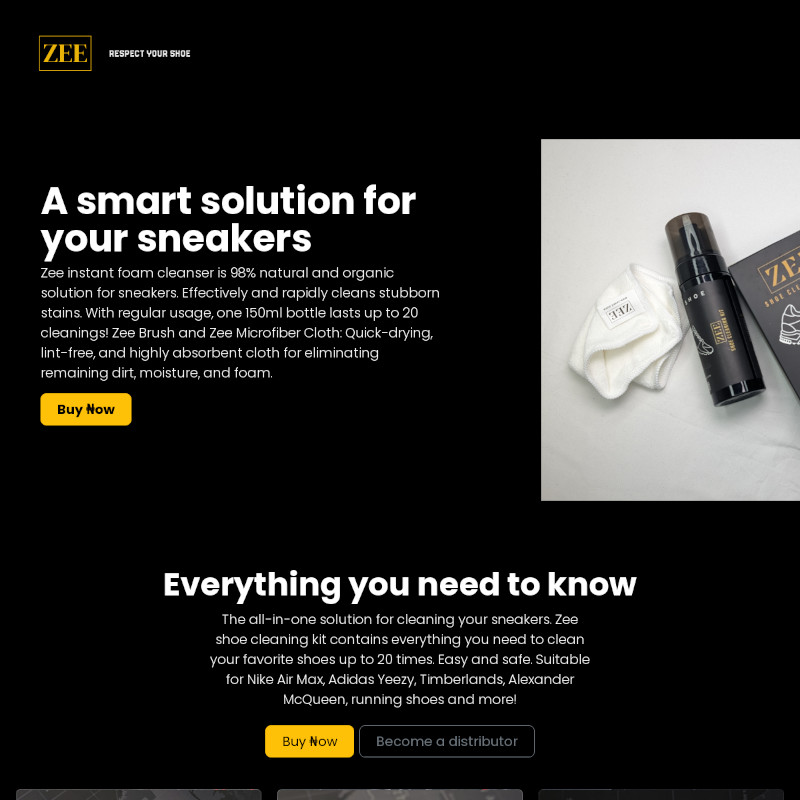 ZEE
RESPECT YOUR SHOE
A smart solution for
your sneakers
Zee instant foam cleanser is 98% natural and organic
solution for sneakers. Effectively and rapidly cleans stubborn
stains. With regular usage, one 150ml bottle lasts up to 20
cleanings! Zee Brush and Zee Microfiber Cloth: Quick-drying,
lint-free, and highly absorbent cloth for eliminating
remaining dirt, moisture, and foam.
Buy ₦ow
ZEE
ZEE
Everything you need to know
The all-in-one solution for cleaning your sneakers. Zee
shoe cleaning kit contains everything you need to clean
your favorite shoes up to 20 times. Easy and safe. Suitable
for Nike Air Max, Adidas Yeezy, Timberlands, Alexander
McQueen, running shoes and more!
Buy ₦ow
Become a distributor